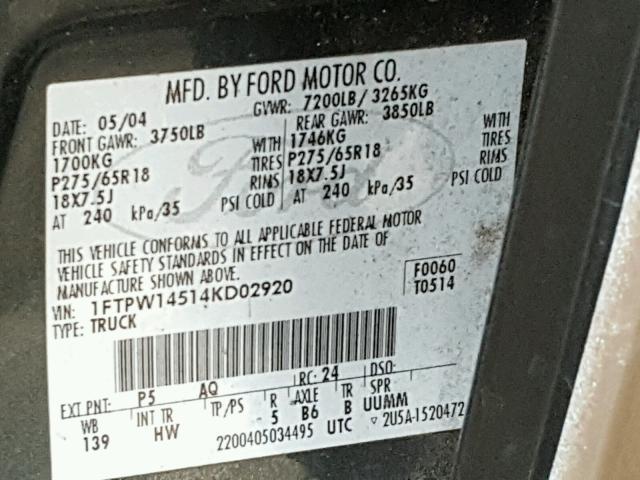 MFD. BY FORD MOTOR CO.
DATE: 05/04 GVWR: 7200LB/ 3265KG
FRONT GAWR: 3750LB REAR GAWR: 3850LB
1700KG WITH 1746KG WITH
P275/65R18 TIRES P275/65R18 TIRES
18X7.5J RIMS 18X7.5J RIMS
AT 240 kPa/35 PSI COLD AT 240 kPa/35 PSI COLD
THIS VEHICLE CONFORMS TO ALL APPLICABLE FEDERAL MOTOR
VEHICLE SAFETY STANDARDS IN EFFECT ON THE DATE OF
MANUFACTURE SHOWN ABOVE.
VIN: 1FTPW14514KD02920 F0060
TYPE: TRUCK T0514
EXT PNT: P5 AQ RC: 24 DSO:
WB INT TR TP/PS R AXLE TR SPR
139 HW 5 B6 B UUMM
2200405034495 UTC ▽ 2U5A-1520472
Ford